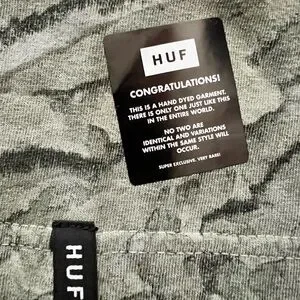 HUF
CONGRATULATIONS!
THIS IS A HAND DYED GARMENT.
THERE IS ONLY ONE JUST LIKE THIS
IN THE ENTIRE WORLD.
NO TWO ARE
IDENTICAL AND VARIATIONS
WITHIN THE SAME STYLE WILL
OCCUR.
SUPER EXCLUSIVE. VERY RARE!
HUF